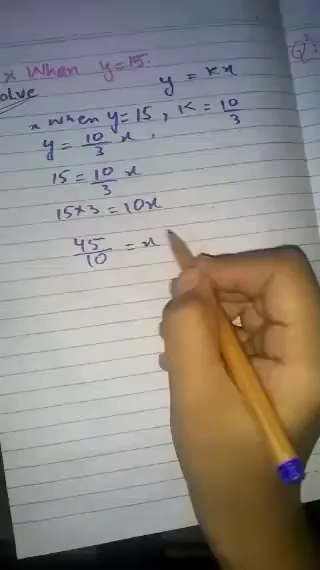 x When y=15.
olve
y = kx
x when y=15, k = 10/3
y = 10/3 x.
15 = 10/3 x
15×3 = 10x
45/10 = x